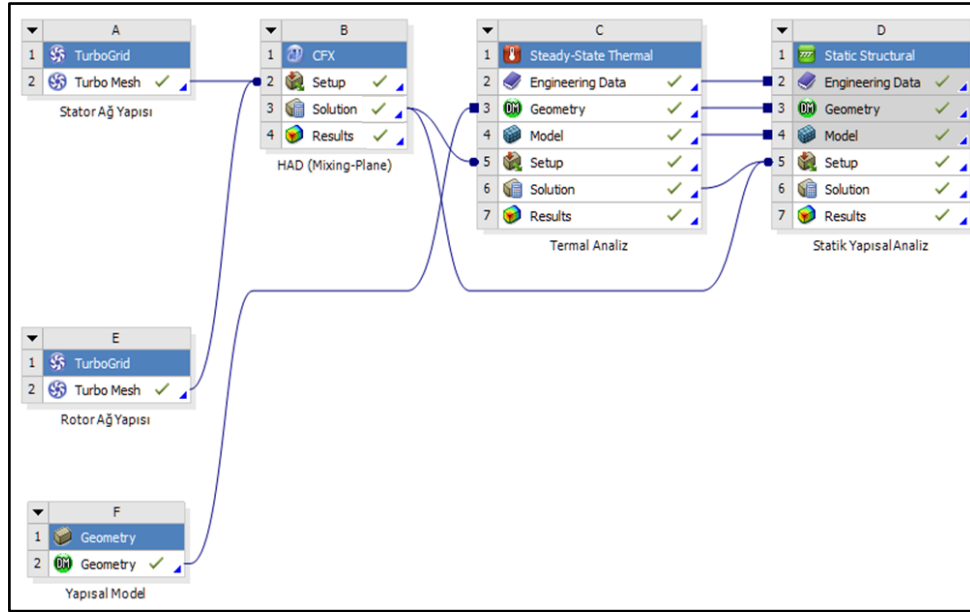 A
1 TurboGrid
2 Turbo Mesh
Stator Ağ Yapısı
B
1 CFX
2 Setup
3 Solution
4 Results
HAD (Mixing-Plane)
C
1 Steady-State Thermal
2 Engineering Data
3 DM Geometry
4 Model
5 Setup
6 Solution
7 Results
Termal Analiz
D
1 Static Structural
2 Engineering Data
3 DM Geometry
4 Model
5 Setup
6 Solution
7 Results
Statik Yapısal Analiz
E
1 TurboGrid
2 Turbo Mesh
Rotor Ağ Yapısı
F
1 Geometry
2 DM Geometry
Yapısal Model